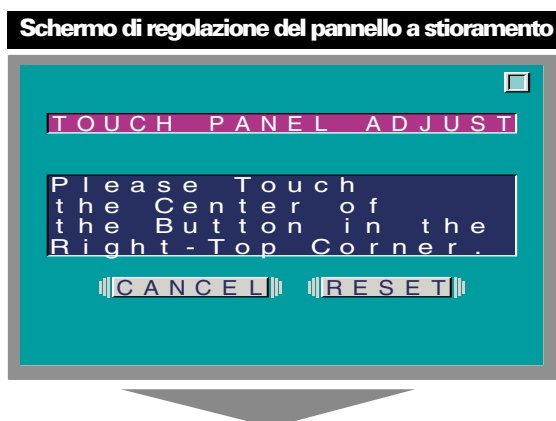 Schermo di regolazione del pannello a stioramento
TOUCH PANEL ADJUST
Please Touch
the Center of
the Button in the
Right-Top Corner.
CANCEL RESET